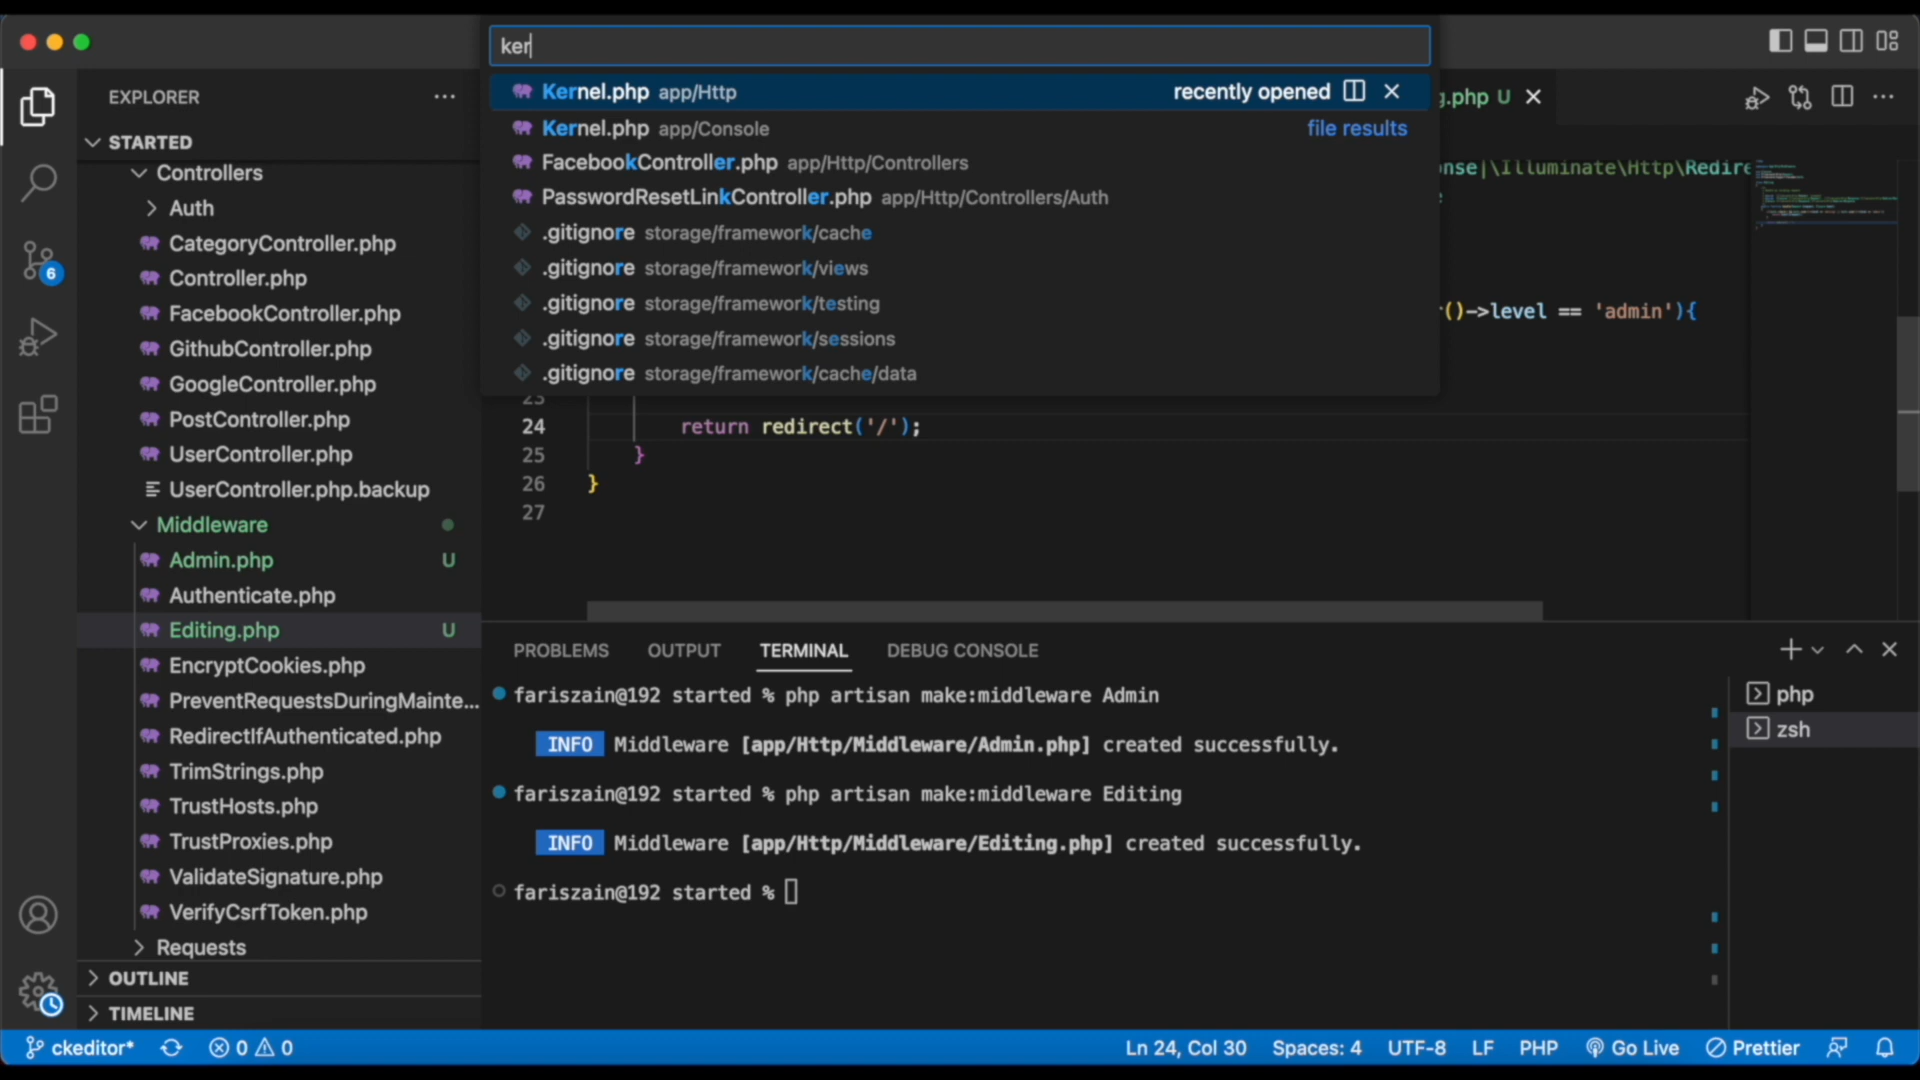 ker
Kernel.php app/Http recently opened
Kernel.php app/Console file results
FacebookController.php app/Http/Controllers
PasswordResetLinkController.php app/Http/Controllers/Auth
.gitignore storage/framework/cache
.gitignore storage/framework/views
.gitignore storage/framework/testing
.gitignore storage/framework/sessions
.gitignore storage/framework/cache/data
EXPLORER
STARTED
Controllers
Auth
CategoryController.php
Controller.php
FacebookController.php
GithubController.php
GoogleController.php
PostController.php
UserController.php
UserController.php.backup
Middleware
Admin.php U
Authenticate.php
Editing.php U
EncryptCookies.php
PreventRequestsDuringMainte...
RedirectIfAuthenticated.php
TrimStrings.php
TrustHosts.php
TrustProxies.php
ValidateSignature.php
VerifyCsrfToken.php
Requests
OUTLINE
TIMELINE
6
g.php U
onse|\Illuminate\Http\Redire
r()->level == 'admin'){
23
24 return redirect('/');
25 }
26 }
27
PROBLEMS OUTPUT TERMINAL DEBUG CONSOLE
fariszain@192 started % php artisan make:middleware Admin
INFO Middleware [app/Http/Middleware/Admin.php] created successfully.
fariszain@192 started % php artisan make:middleware Editing
INFO Middleware [app/Http/Middleware/Editing.php] created successfully.
fariszain@192 started %
php
zsh
ckeditor* 0 0 Ln 24, Col 30 Spaces: 4 UTF-8 LF PHP Go Live Prettier